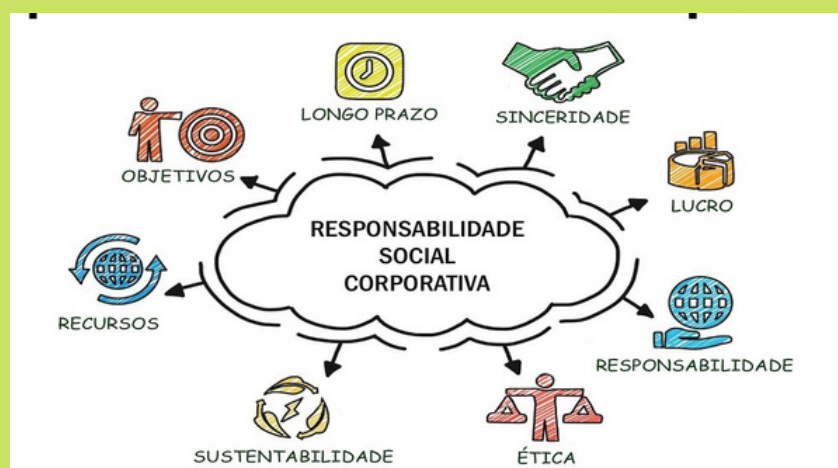 LONGO PRAZO
SINCERIDADE
OBJETIVOS
LUCRO
RESPONSABILIDADE
SOCIAL
CORPORATIVA
RECURSOS
RESPONSABILIDADE
SUSTENTABILIDADE
ÉTICA